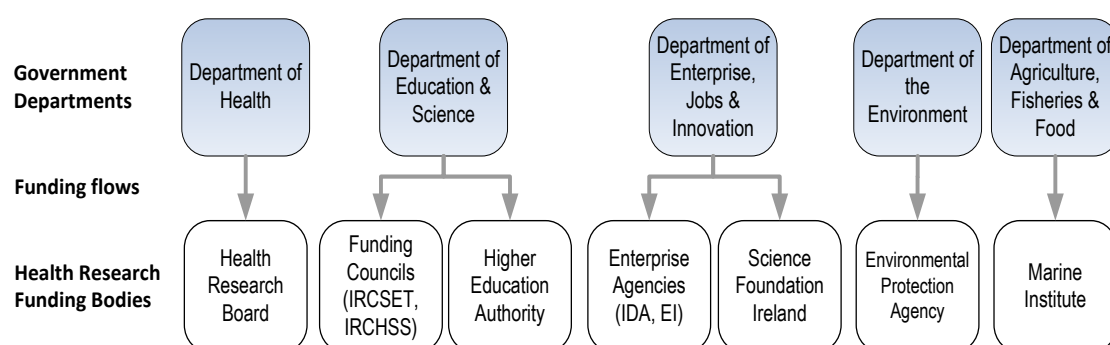 Government
Departments
Department of
Health
Department of
Education &
Science
Department of
Enterprise,
Jobs &
Innovation
Department of
the
Environment
Department of
Agriculture,
Fisheries &
Food
Funding flows
Health Research
Funding Bodies
Health
Research
Board
Funding
Councils
(IRCSET,
IRCHSS)
Higher
Education
Authority
Enterprise
Agencies
(IDA, EI)
Science
Foundation
Ireland
Environmental
Protection
Agency
Marine
Institute